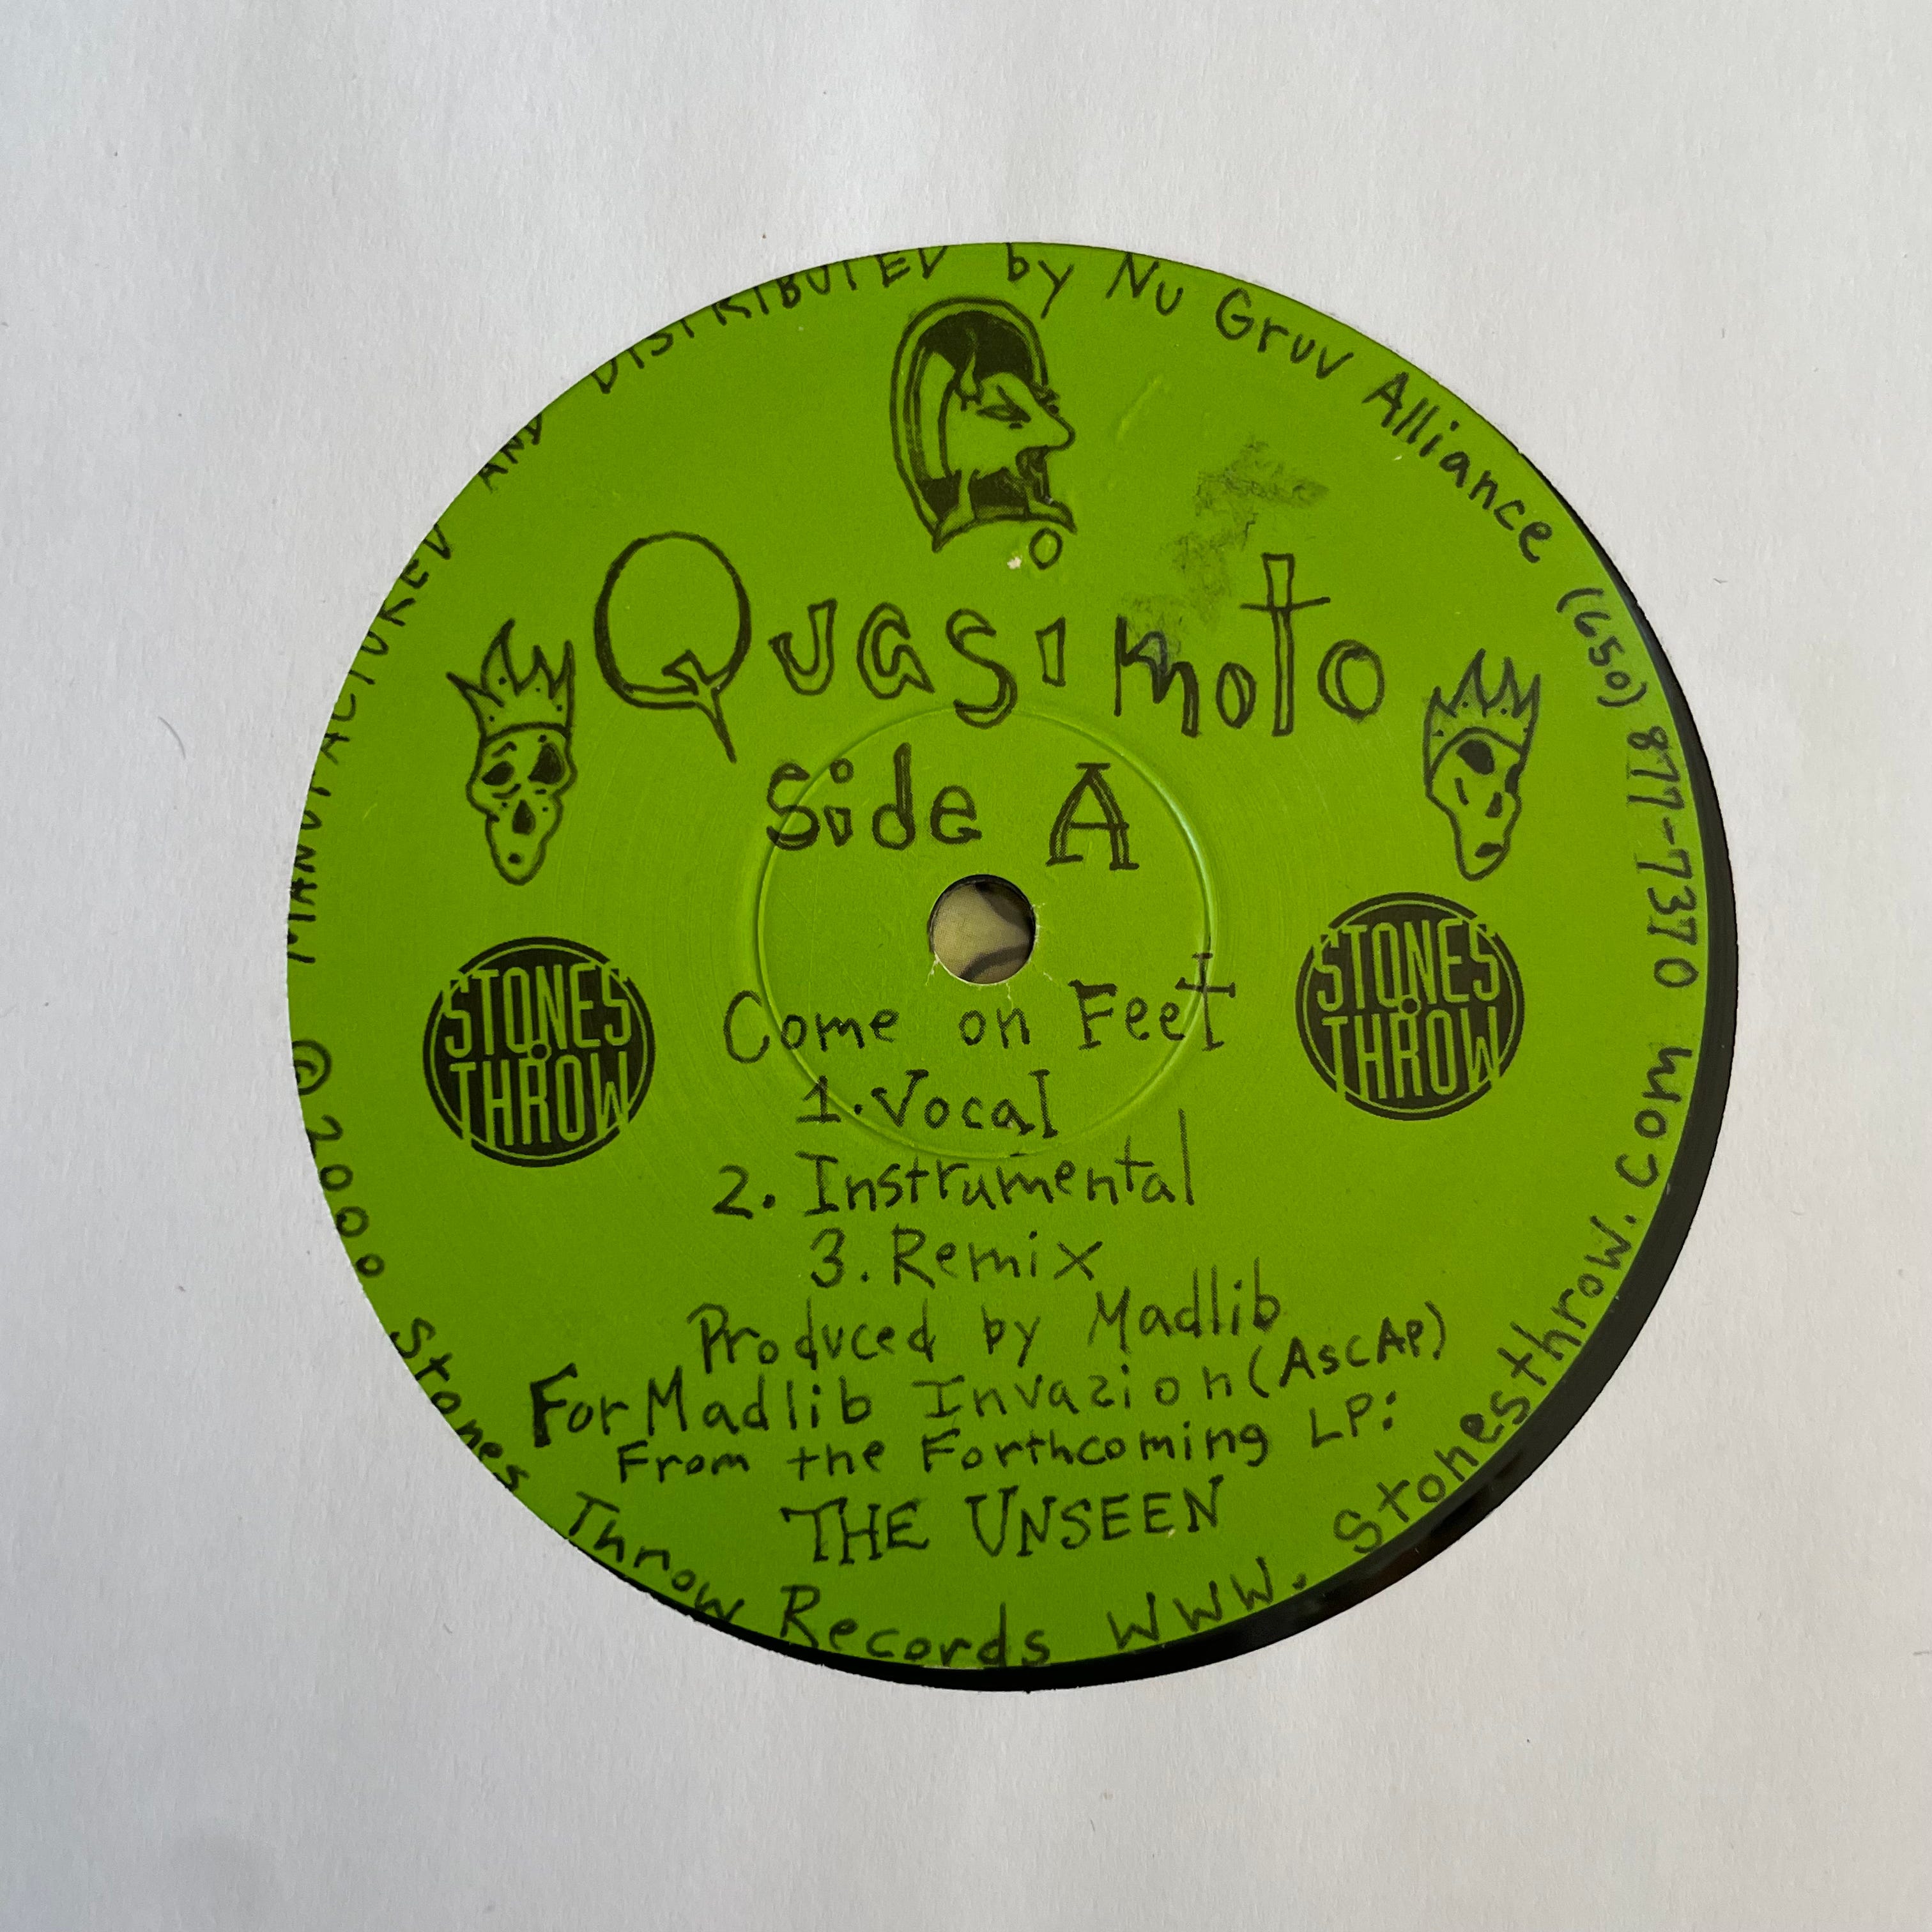 Quasimoto
Side A
STONES
THROW
STONES
THROW
Come on Feet
1. Vocal
2. Instrumental
3. Remix
Produced by Madlib
For Madlib Invazion (AscAp)
From the Forthcoming LP:
THE UNSEEN
MANUFACTURED AND DISTRIBUTED by Nu Gruv Alliance (650) 877-7370
© 2000 Stones Throw Records www.stonesthrow.com